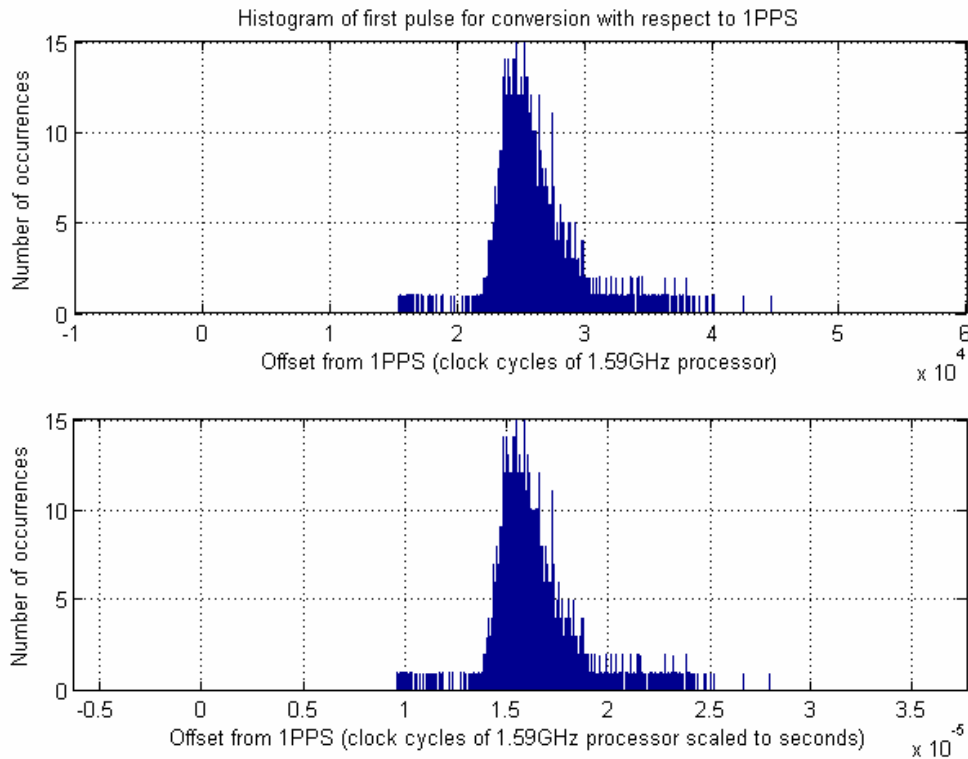 Histogram of first pulse for conversion with respect to 1PPS
15
10
5
0
Number of occurrences
-1 0 1 2 3 4 5 6
Offset from 1PPS (clock cycles of 1.59GHz processor)
x 10^4
15
10
5
0
Number of occurrences
-0.5 0 0.5 1 1.5 2 2.5 3 3.5
Offset from 1PPS (clock cycles of 1.59GHz processor scaled to seconds)
x 10^-5